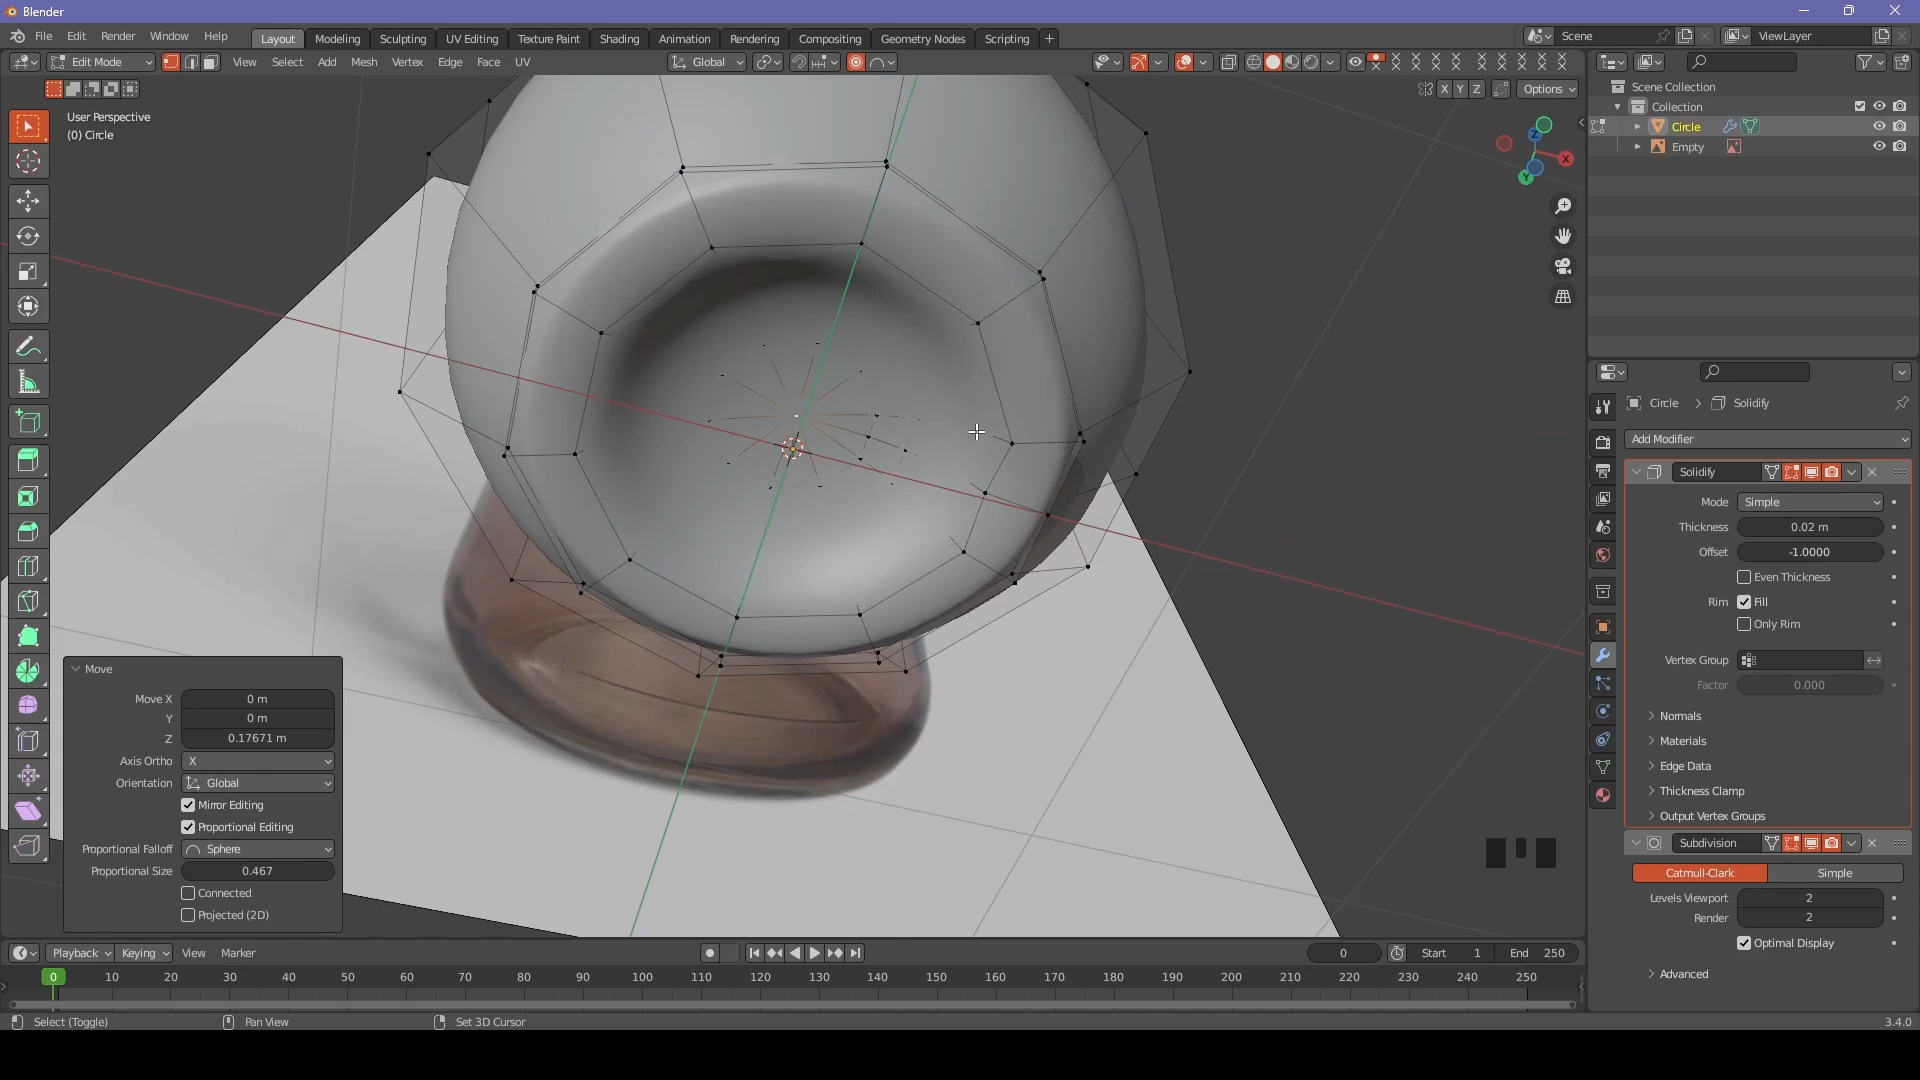 Blender
File Edit Render Window Help
Layout Modeling Sculpting UV Editing Texture Paint Shading Animation Rendering Compositing Geometry Nodes Scripting +
Scene
ViewLayer
Edit Mode
View Select Add Mesh Vertex Edge Face UV
Global
X Y Z
Options
User Perspective
(0) Circle
Z
X
Y
Scene Collection
Collection
Circle
Empty
Circle > Solidify
Add Modifier
Solidify
Mode Simple
Thickness 0.02 m
Offset -1.0000
Even Thickness
Rim Fill
Only Rim
Vertex Group
Factor 0.000
Normals
Materials
Edge Data
Thickness Clamp
Output Vertex Groups
Subdivision
Catmull-Clark Simple
Levels Viewport 2
Render 2
Optimal Display
Advanced
Move
Move X 0 m
Y 0 m
Z 0.17671 m
Axis Ortho X
Orientation Global
Mirror Editing
Proportional Editing
Proportional Falloff Sphere
Proportional Size 0.467
Connected
Projected (2D)
Playback Keying View Marker
0 Start 1 End 250
0 10 20 30 40 50 60 70 80 90 100 110 120 130 140 150 160 170 180 190 200 210 220 230 240 250
Select (Toggle) Pan View Set 3D Cursor 3.4.0